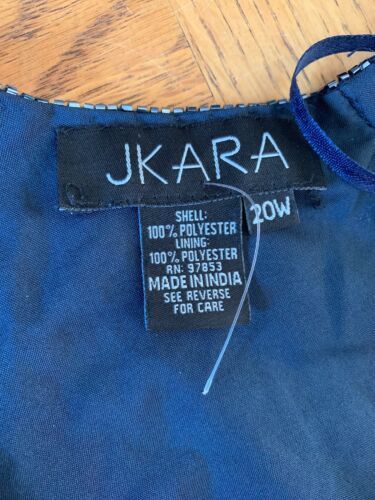 JKARA
20W
SHELL:
100% POLYESTER
LINING:
100% POLYESTER
RN: 97853
MADE IN INDIA
SEE REVERSE
FOR CARE